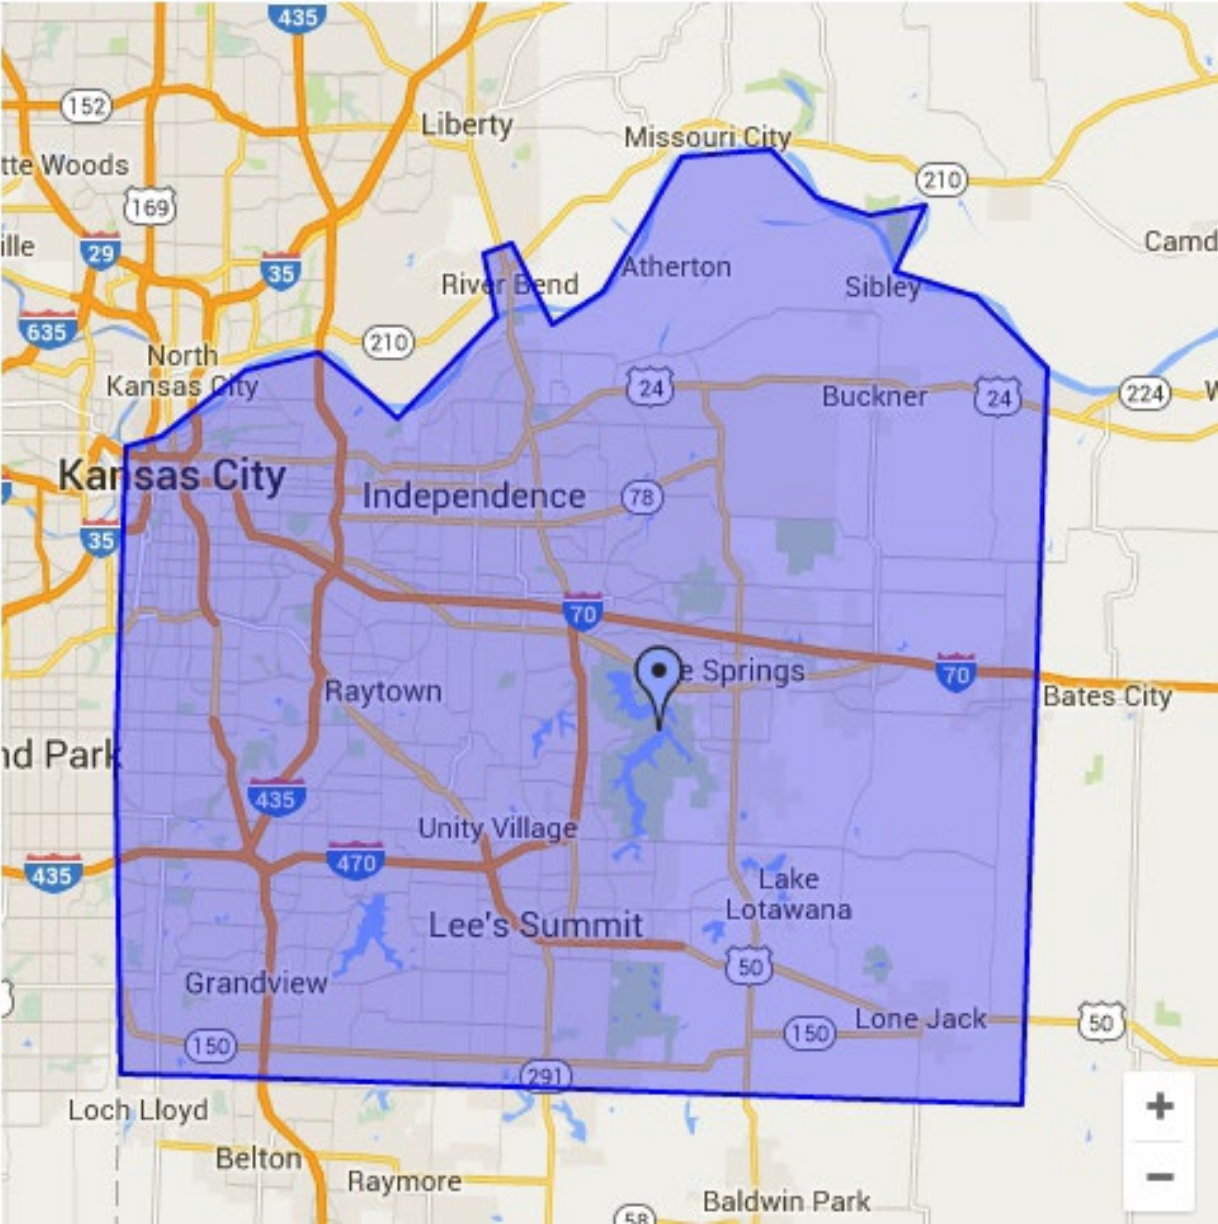 435
152
Liberty
Missouri City
tte Woods
210
169
ille
29
Camd
35
Atherton
River Bend
Sibley
635
210
North
Kansas City
24
Buckner
24
224
W
Kansas City
Independence
78
35
70
e Springs
70
Raytown
Bates City
nd Park
435
Unity Village
470
435
Lake
Lotawana
Lee's Summit
50
Grandview
Lone Jack
50
150
150
291
Loch Lloyd
+
Belton
Raymore
−
Baldwin Park
58